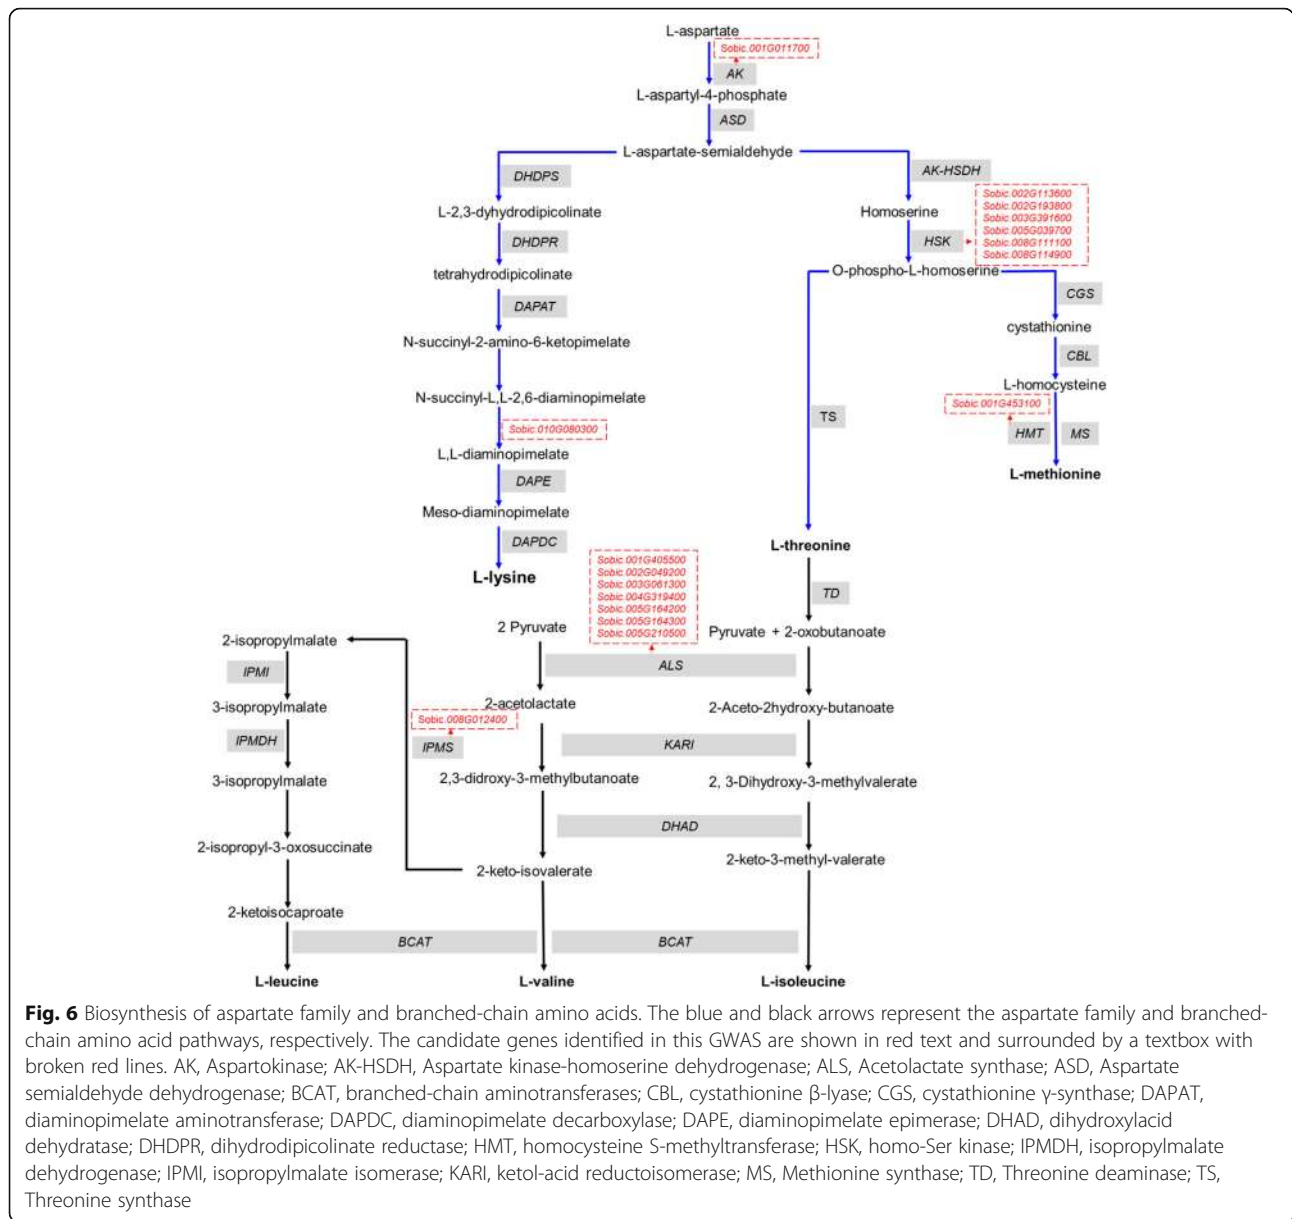 L-aspartate
Sobic.001G011700
AK
L-aspartyl-4-phosphate
ASD
L-aspartate-semialdehyde
DHDPS
AK-HSDH
L-2,3-dyhydrodipicolinate
Homoserine
Sobic.002G113600
Sobic.002G193800
Sobic.003G391600
Sobic.005G039700
Sobic.008G111100
Sobic.008G114900
DHDPR
HSK
tetrahydrodipicolinate
O-phospho-L-homoserine
DAPAT
CGS
N-succinyl-2-amino-6-ketopimelate
cystathionine
CBL
N-succinyl-L,L-2,6-diaminopimelate
L-homocysteine
Sobic.010G080300
Sobic.001G453100
TS
HMT
MS
L,L-diaminopimelate
L-methionine
DAPE
Meso-diaminopimelate
DAPDC
L-threonine
L-lysine
Sobic.001G405500
Sobic.002G049200
Sobic.003G061300
Sobic.004G319400
Sobic.005G164200
Sobic.005G164300
Sobic.005G210500
TD
2-isopropylmalate
2 Pyruvate
Pyruvate + 2-oxobutanoate
IPMI
ALS
3-isopropylmalate
2-acetolactate
2-Aceto-2hydroxy-butanoate
Sobic.008G012400
IPMDH
IPMS
KARI
3-isopropylmalate
2,3-didroxy-3-methylbutanoate
2, 3-Dihydroxy-3-methylvalerate
DHAD
2-isopropyl-3-oxosuccinate
2-keto-isovalerate
2-keto-3-methyl-valerate
2-ketoisocaproate
BCAT
BCAT
L-leucine
L-valine
L-isoleucine
Fig. 6 Biosynthesis of aspartate family and branched-chain amino acids. The blue and black arrows represent the aspartate family and branched-
chain amino acid pathways, respectively. The candidate genes identified in this GWAS are shown in red text and surrounded by a textbox with
broken red lines. AK, Aspartokinase; AK-HSDH, Aspartate kinase-homoserine dehydrogenase; ALS, Acetolactate synthase; ASD, Aspartate
semialdehyde dehydrogenase; BCAT, branched-chain aminotransferases; CBL, cystathionine β-lyase; CGS, cystathionine γ-synthase; DAPAT,
diaminopimelate aminotransferase; DAPDC, diaminopimelate decarboxylase; DAPE, diaminopimelate epimerase; DHAD, dihydroxylacid
dehydratase; DHDPR, dihydrodipicolinate reductase; HMT, homocysteine S-methyltransferase; HSK, homo-Ser kinase; IPMDH, isopropylmalate
dehydrogenase; IPMI, isopropylmalate isomerase; KARI, ketol-acid reductoisomerase; MS, Methionine synthase; TD, Threonine deaminase; TS,
Threonine synthase